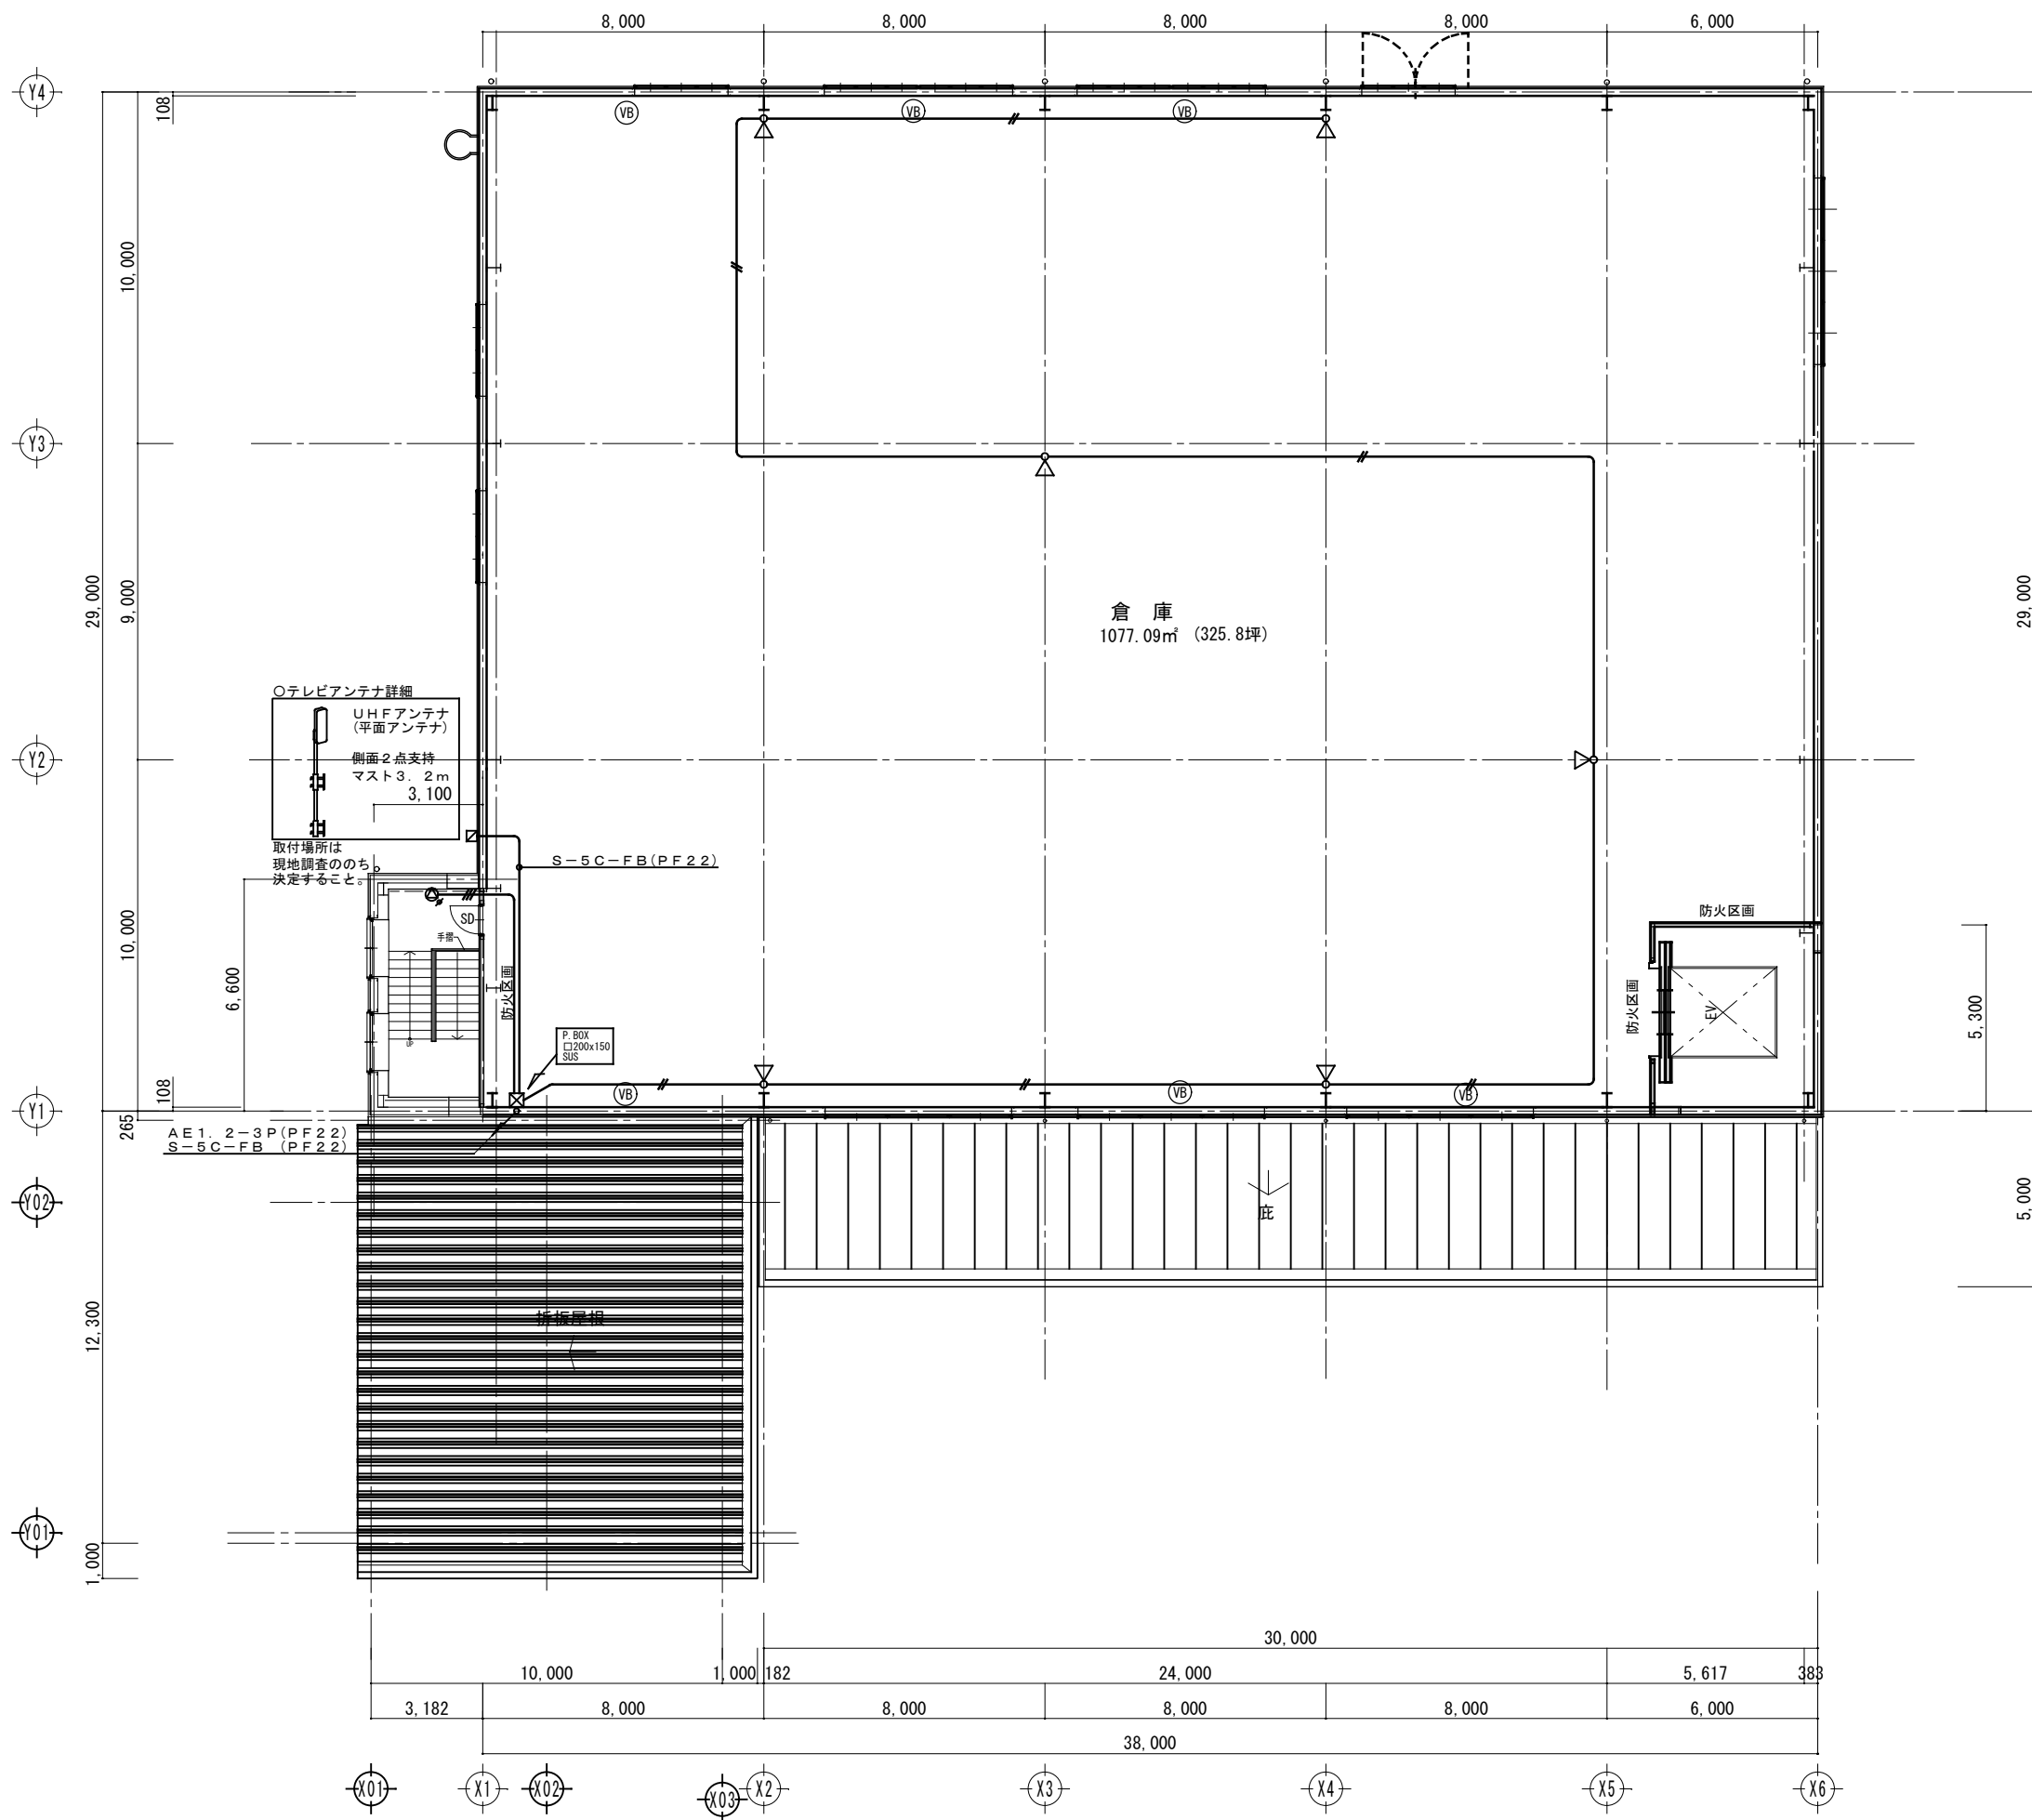 8,000
8,000
8,000
8,000
6,000
Y4
108
VB
VB
VB
10,000
Y3
29,000
9,000
29,000
倉 庫
1077.09㎡ (325.8坪)
○テレビアンテナ詳細
UHFアンテナ
(平面アンテナ)
側面2点支持
マスト3.2m
3,100
Y2
取付場所は
現地調査ののち
決定すること。
S-5C-FB(PF22)
SD
手摺
防火区画
UP
10,000
6,600
防火区画
防火区画
EV
5,300
P.BOX
□200x150
SUS
VB
VB
VB
108
Y1
265
AE1.2-3P(PF22)
S-5C-FB (PF22)
Y02
庇
5,000
折板屋根
12,300
Y01
1,000
30,000
10,000
1,000
182
24,000
5,617
383
3,182
8,000
8,000
8,000
8,000
6,000
38,000
X01
X1
X02
X03
X2
X3
X4
X5
X6